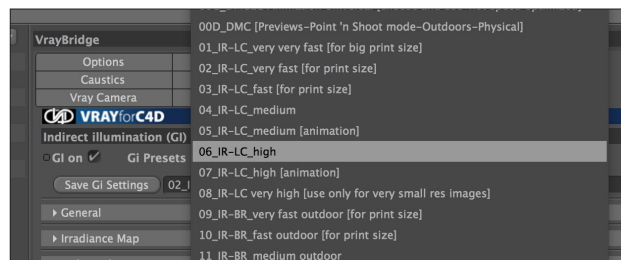 00D_DMC [Previews-Point 'n Shoot mode-Outdoors-Physical]
VrayBridge
01_IR-LC_very very fast [for big print size]
Options
02_IR-LC_very fast [for print size]
Caustics
03_IR-LC_fast [for print size]
Vray Camera
04_IR-LC_medium
VRAYforC4D
05_IR-LC_medium [animation]
Indirect illumination (GI)
06_IR-LC_high
GI on Gi Presets
07_IR-LC_high [animation]
Save Gi Settings
08_IR-LC very high [use only for very small res images]
General
09_IR-BR_very fast outdoor [for print size]
10_IR-BR_fast outdoor [for print size]
Irradiance Map
11_IR-BR_medium outdoor